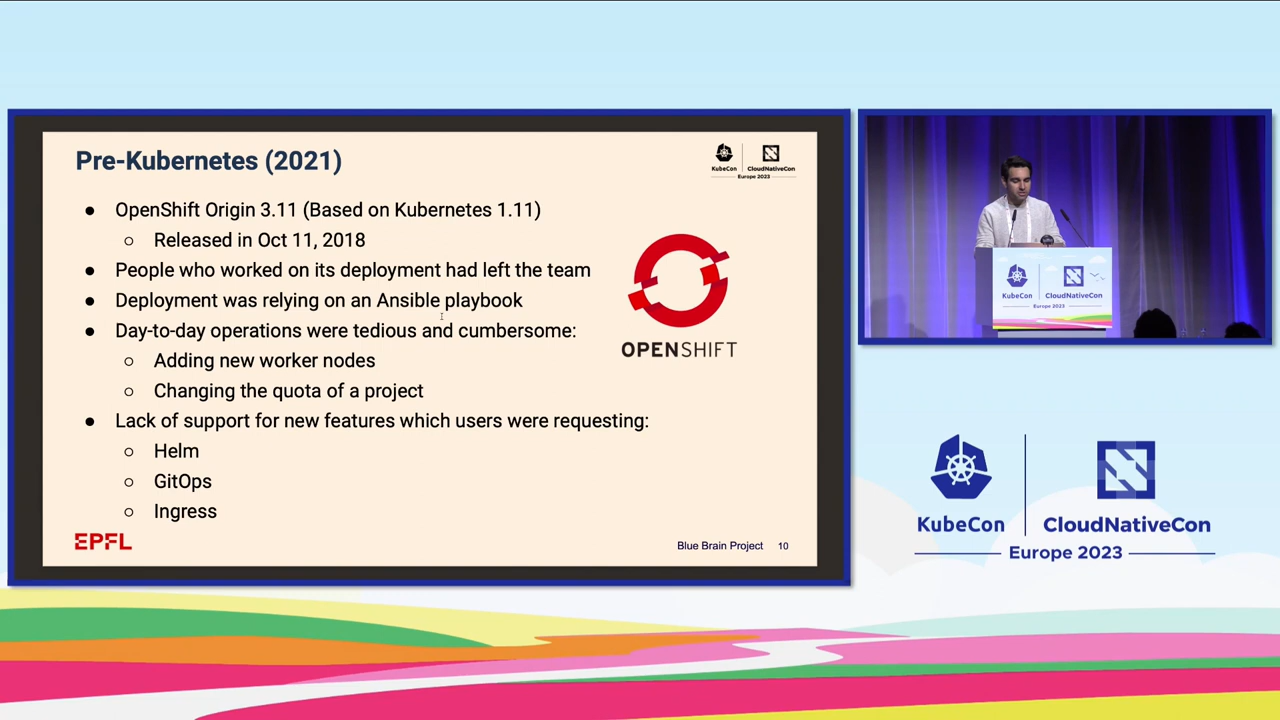 Pre-Kubernetes (2021)
KubeCon
CloudNativeCon
Europe 2023
● OpenShift Origin 3.11 (Based on Kubernetes 1.11)
○ Released in Oct 11, 2018
● People who worked on its deployment had left the team
● Deployment was relying on an Ansible playbook
● Day-to-day operations were tedious and cumbersome:
○ Adding new worker nodes
○ Changing the quota of a project
● Lack of support for new features which users were requesting:
○ Helm
○ GitOps
○ Ingress
OPENSHIFT
EPFL
Blue Brain Project 10
KubeCon
CloudNativeCon
Europe 2023
KubeCon
CloudNativeCon
Europe 2023